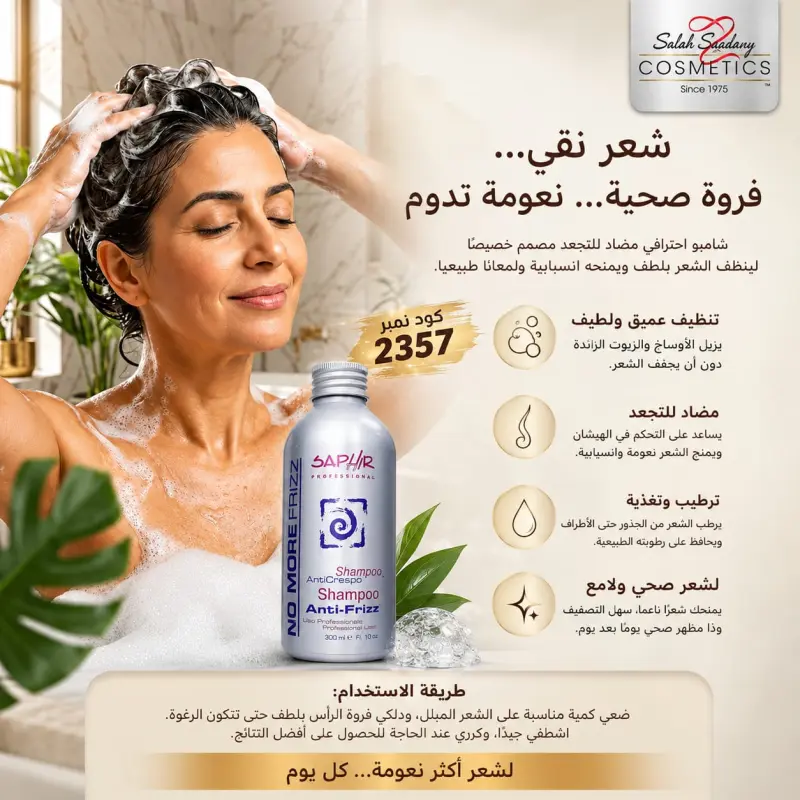 Salah Saadany
COSMETICS
Since 1975
™
شعر نقي...
فروة صحية... نعومة تدوم
شامبو احترافي مضاد للتجعد مصمم خصيصًا
لينظف الشعر بلطف ويمنحه انسبابية ولمعانًا طبيعيا.
كود نمبر
2357
تنظيف عميق ولطيف
يزيل الأوساخ والزيوت الزائدة
دون أن يجفف الشعر.
مضاد للتجعد
يساعد على التحكم في الهيشان
ويمنح الشعر نعومة وانسيابية.
ترطيب وتغذية
يرطب الشعر من الجذور حتى الأطراف
ويحافظ على رطوبته الطبيعية.
لشعر صحي ولامع
يمنحك شعرًا ناعما، سهل التصفيف
وذا مظهر صحي يومًا بعد يوم.
SAPHIR
PROFESSIONAL
NO MORE FRIZZ
Shampoo
AntiCrespo
Shampoo
Anti-Frizz
Uso Professionale
Professional Use
300 ml e Fl. 10 oz
طريقة الاستخدام:
ضعي كمية مناسبة على الشعر المبلل، ودلكي فروة الرأس بلطف حتى تتكون الرغوة.
اشطفي جيدًا، وكرري عند الحاجة للحصول على أفضل النتائج.
لشعر أكثر نعومة... كل يوم